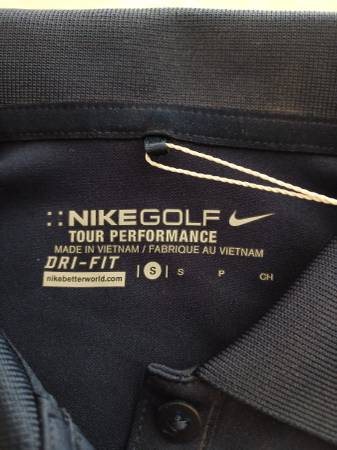 ::NIKEGOLF
TOUR PERFORMANCE
MADE IN VIETNAM / FABRIQUE AU VIETNAM
DRI-FIT | S | S P CH
nikebetterworld.com